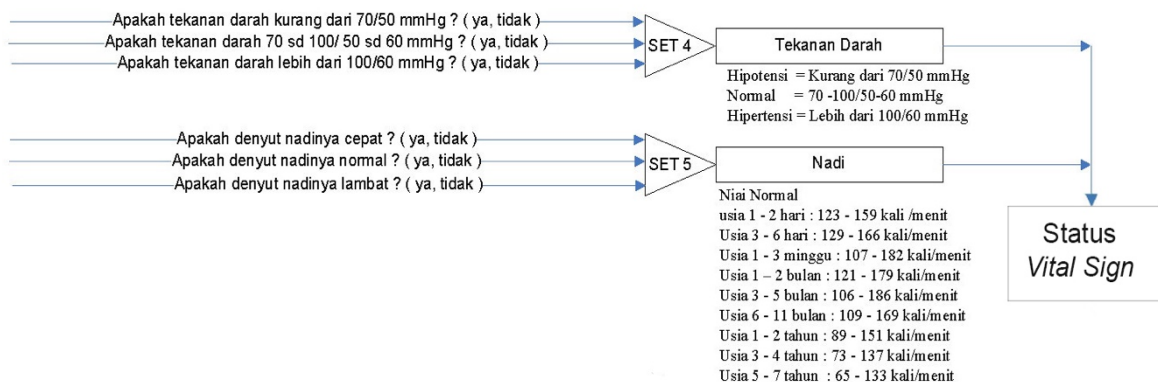 Apakah tekanan darah kurang dari 70/50 mmHg ? ( ya, tidak )
Apakah tekanan darah 70 sd 100/ 50 sd 60 mmHg ? ( ya, tidak )
Apakah tekanan darah lebih dari 100/60 mmHg ? ( ya, tidak )
SET 4
Tekanan Darah
Hipotensi = Kurang dari 70/50 mmHg
Normal = 70 -100/50-60 mmHg
Hipertensi = Lebih dari 100/60 mmHg
Apakah denyut nadinya cepat ? ( ya, tidak )
Apakah denyut nadinya normal ? ( ya, tidak )
Apakah denyut nadinya lambat ? ( ya, tidak )
SET 5
Nadi
Niai Normal
usia 1 - 2 hari : 123 - 159 kali /menit
Usia 3 - 6 hari : 129 - 166 kali/menit
Usia 1 - 3 minggu : 107 - 182 kali/menit
Usia 1 – 2 bulan : 121 - 179 kali/menit
Usia 3 - 5 bulan : 106 - 186 kali/menit
Usia 6 - 11 bulan : 109 - 169 kali/menit
Usia 1 - 2 tahun : 89 - 151 kali/menit
Usia 3 - 4 tahun : 73 - 137 kali/menit
Usia 5 - 7 tahun : 65 - 133 kali/menit
Status
Vital Sign